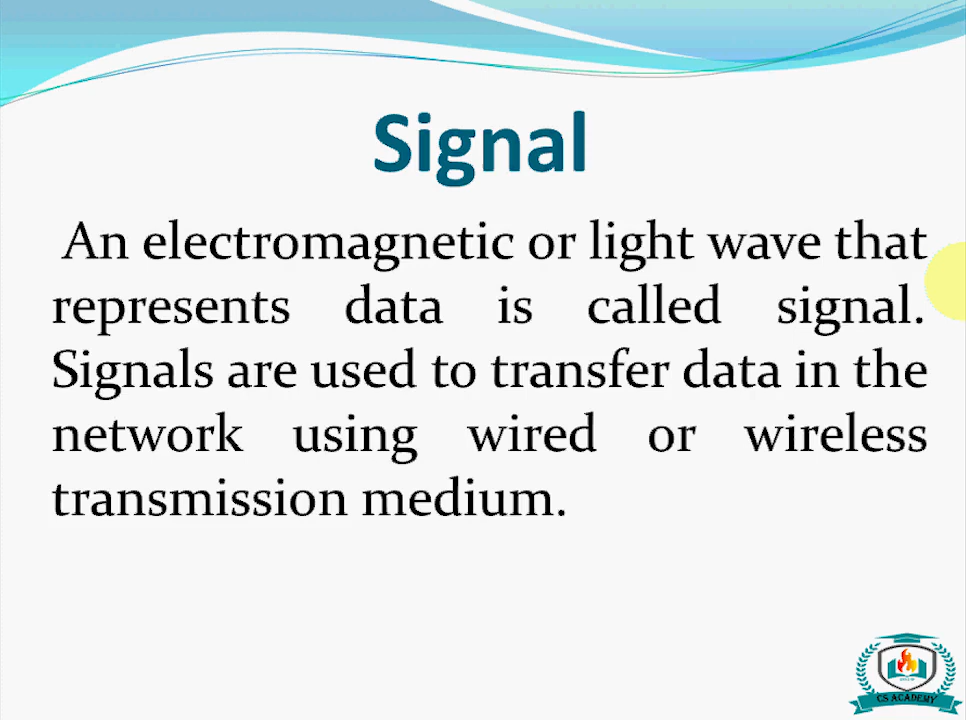 Signal
An electromagnetic or light wave that
represents data is called signal.
Signals are used to transfer data in the
network using wired or wireless
transmission medium.
CS ACADEMY